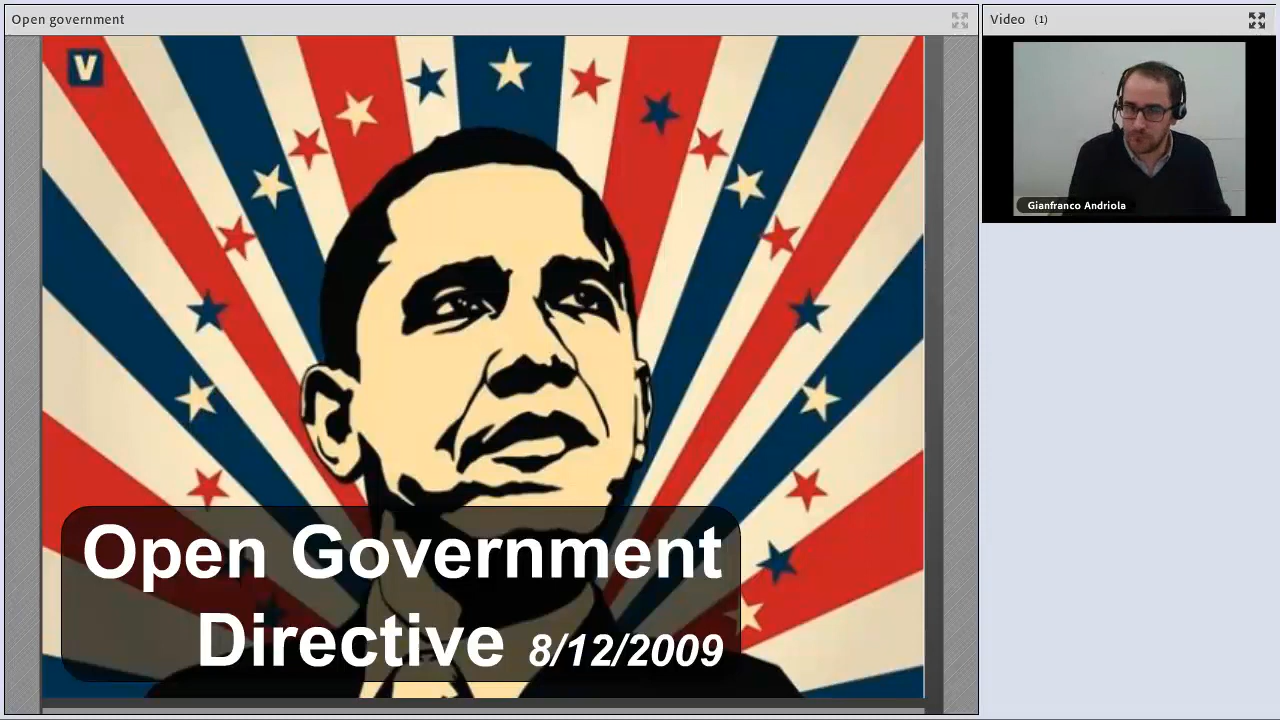 Open government
Video (1)
V
Gianfranco Andriola
Open Government
Directive 8/12/2009